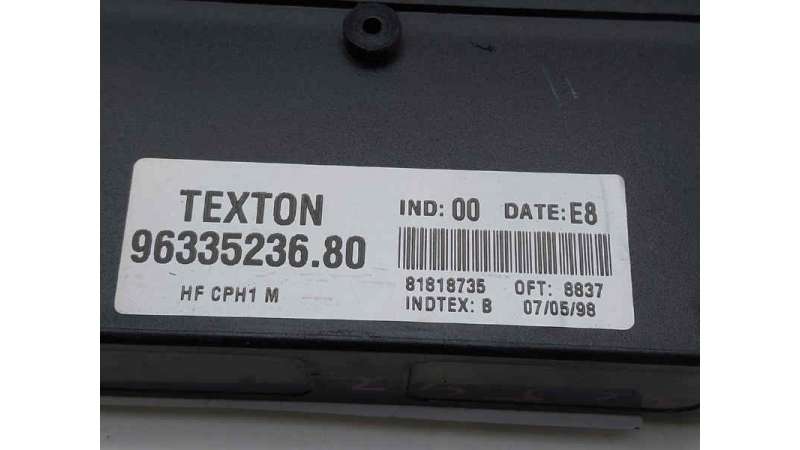 TEXTON
96335236.80
HF CPH1 M
IND: 00 DATE: E8
81818735 OFT: 8837
INDTEX: B 07/05/98